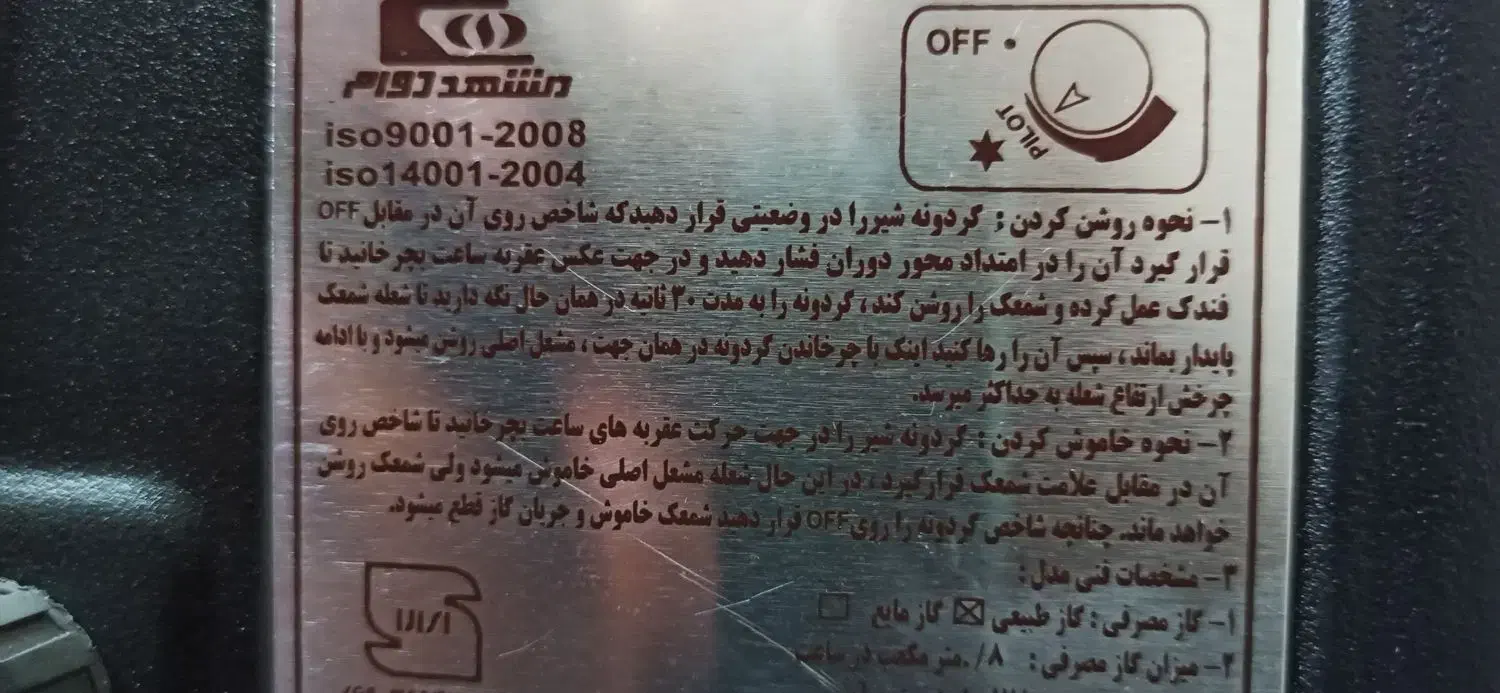 مشهد دوام
iso9001-2008
iso14001-2004
OFF
PILOT
۱- نحوه روشن کردن : گردونه شیررا در وضعیتی قرار دهیدکه شاخص روی آن در مقابل OFF
قرار گیرد آن را در امتداد محور دوران فشار دهید و در جهت عکس عقربه ساعت بچرخانید تا
فندک عمل کرده و شمعک را روشن کند ، گردونه را به مدت ۳۰ ثانیه در همان حال نگه دارید تا شعله شمعک
پایدار بماند ، سپس آن را رها کنید اینک با چرخاندن گردونه در همان جهت ، مشعل اصلی روشن میشود و با ادامه
چرخش ارتفاع شعله به حداکثر میرسد.
۲- نحوه خاموش کردن : گردونه شیر را در جهت حرکت عقربه های ساعت بچرخانید تا شاخص روی
آن در مقابل علامت شمعک قرارگیرد ، در این حال شعله مشعل اصلی خاموش میشود ولی شمعک روشن
خواهد ماند. چنانچه شاخص گردونه را روی OFF قرار دهید شمعک خاموش و جریان گاز قطع میشود.
۳- مشخصات فنی مدل :
۱- گاز مصرفی : گاز طبیعی ☒ گاز مایع ☐
۲- میزان گاز مصرفی : ۸/. متر مکعب در ساعت